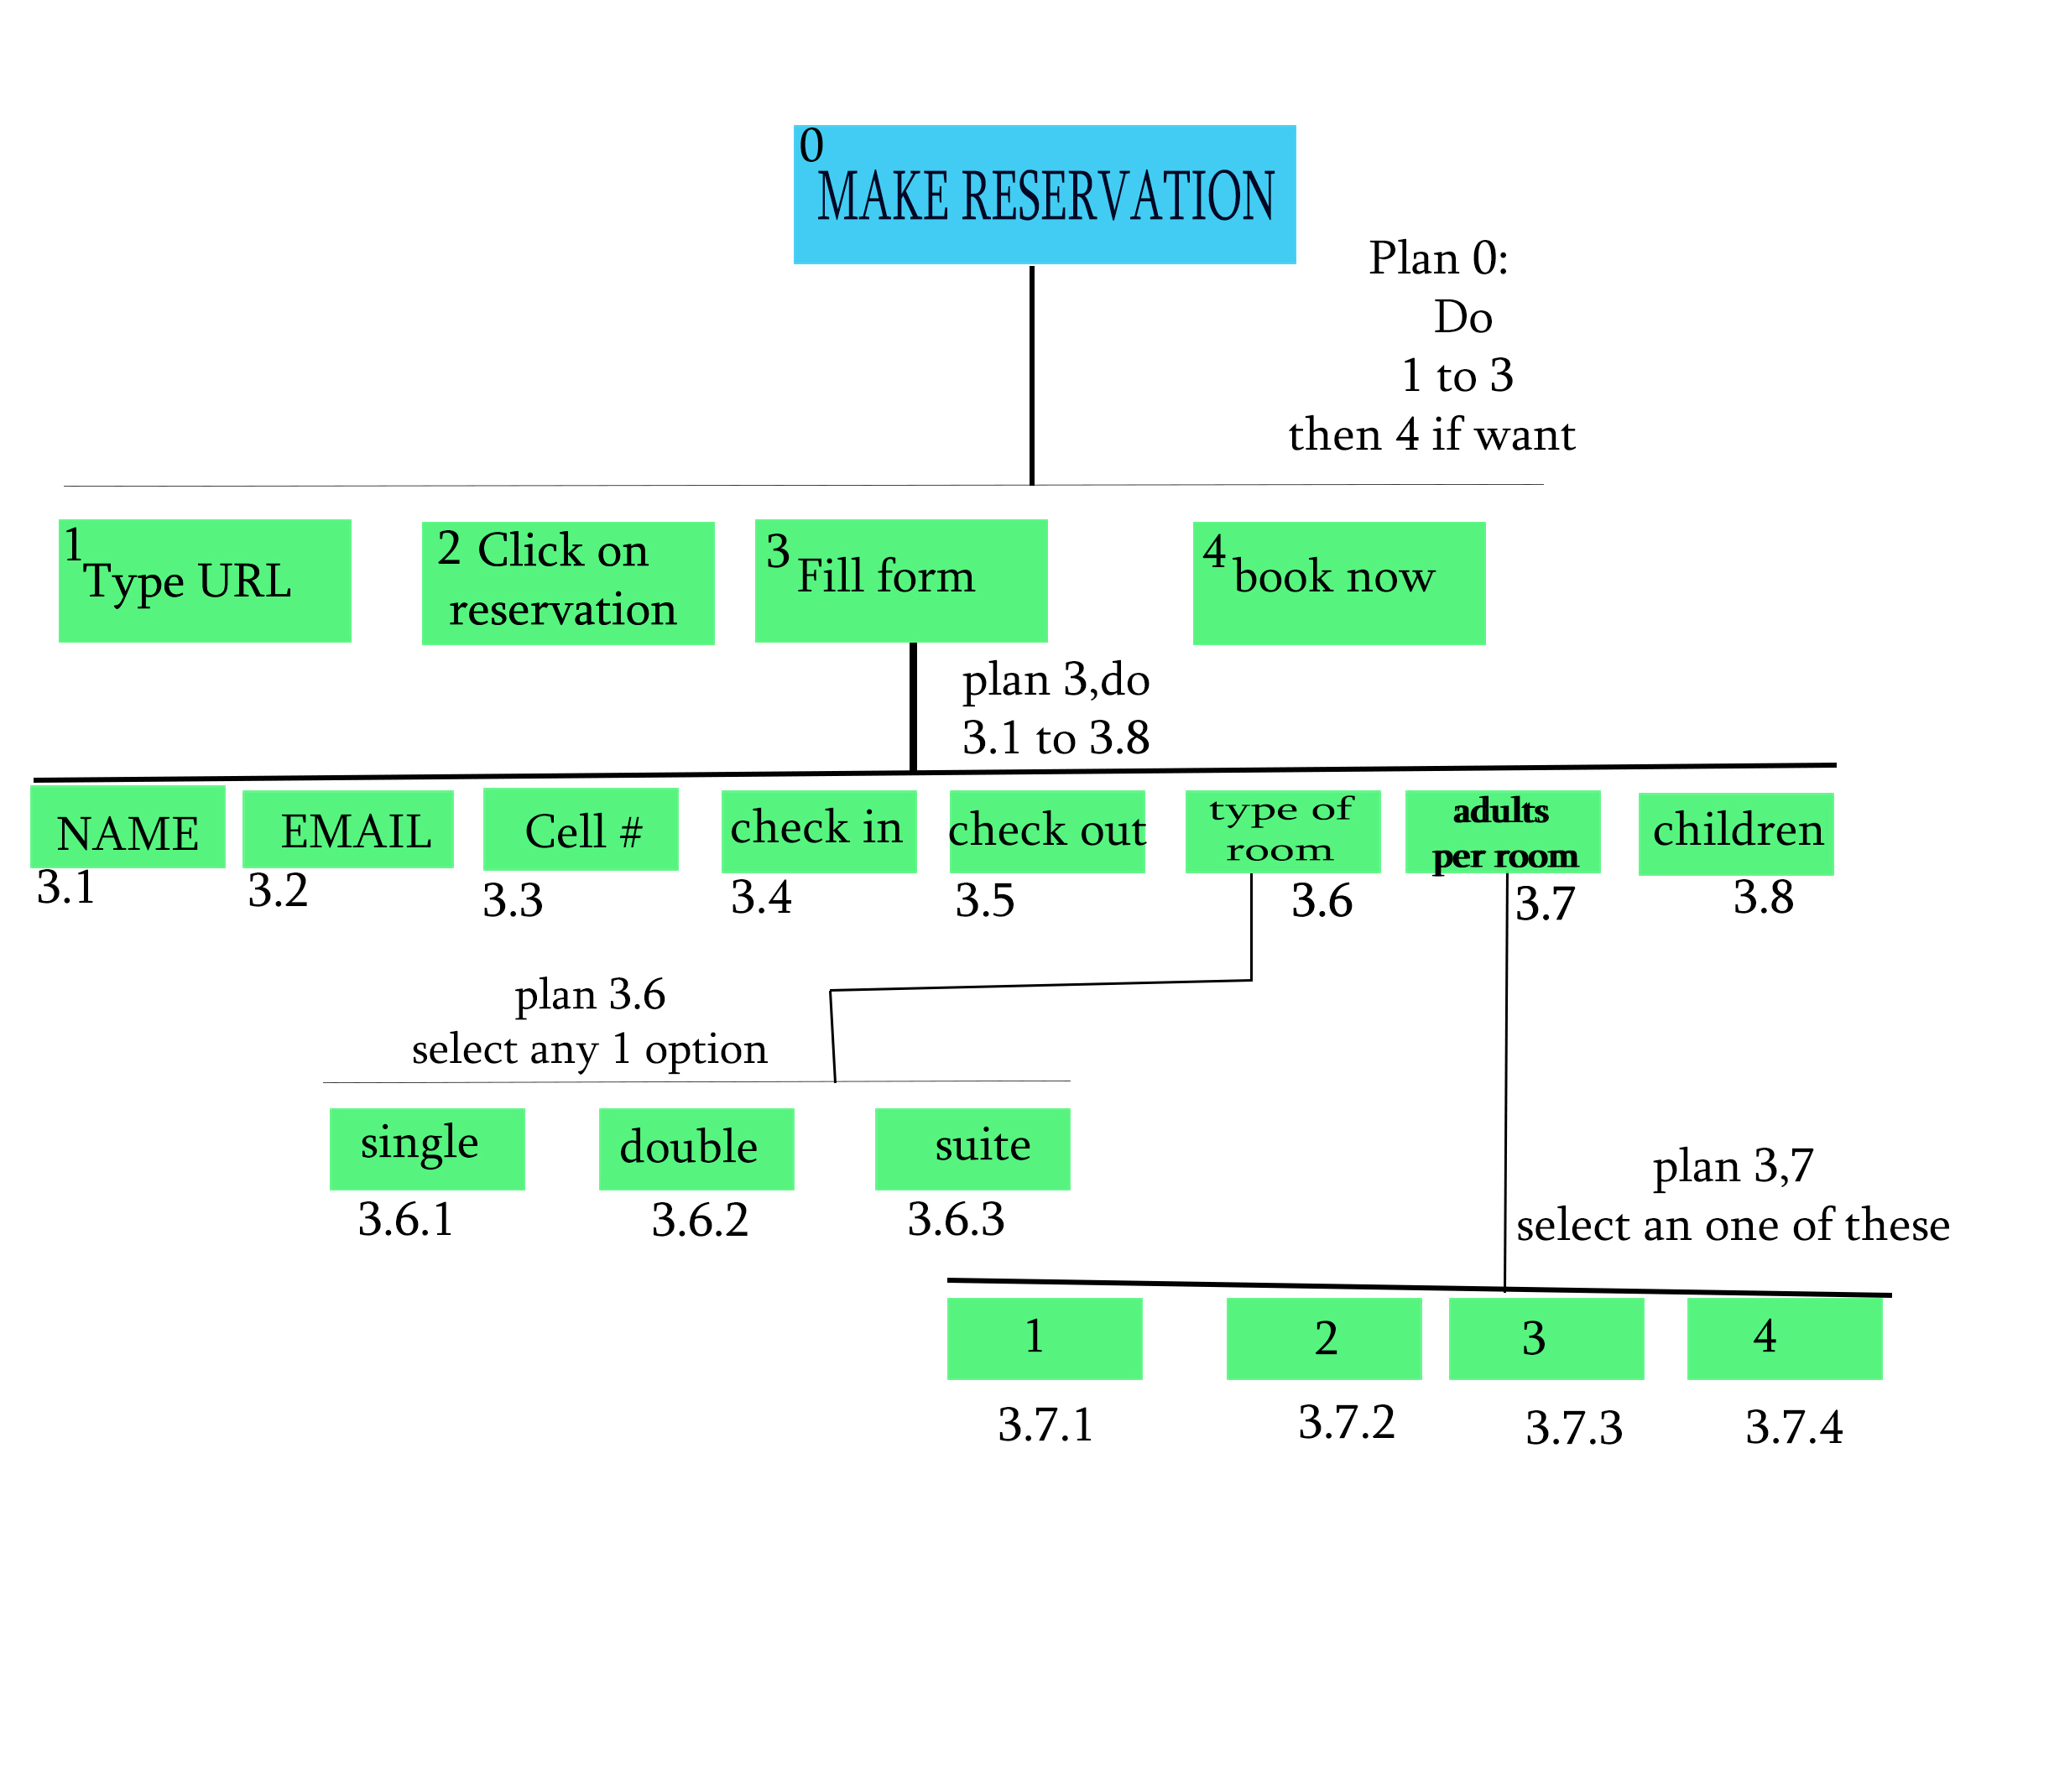 0
MAKE RESERVATION
Plan 0:
Do
1 to 3
then 4 if want
1
Type URL
2 Click on
reservation
3
Fill form
4
book now
plan 3,do
3.1 to 3.8
NAME
3.1
EMAIL
3.2
Cell #
3.3
check in
3.4
check out
3.5
type of
room
3.6
adults
per room
3.7
children
3.8
plan 3.6
select any 1 option
single
3.6.1
double
3.6.2
suite
3.6.3
plan 3,7
select an one of these
1
3.7.1
2
3.7.2
3
3.7.3
4
3.7.4